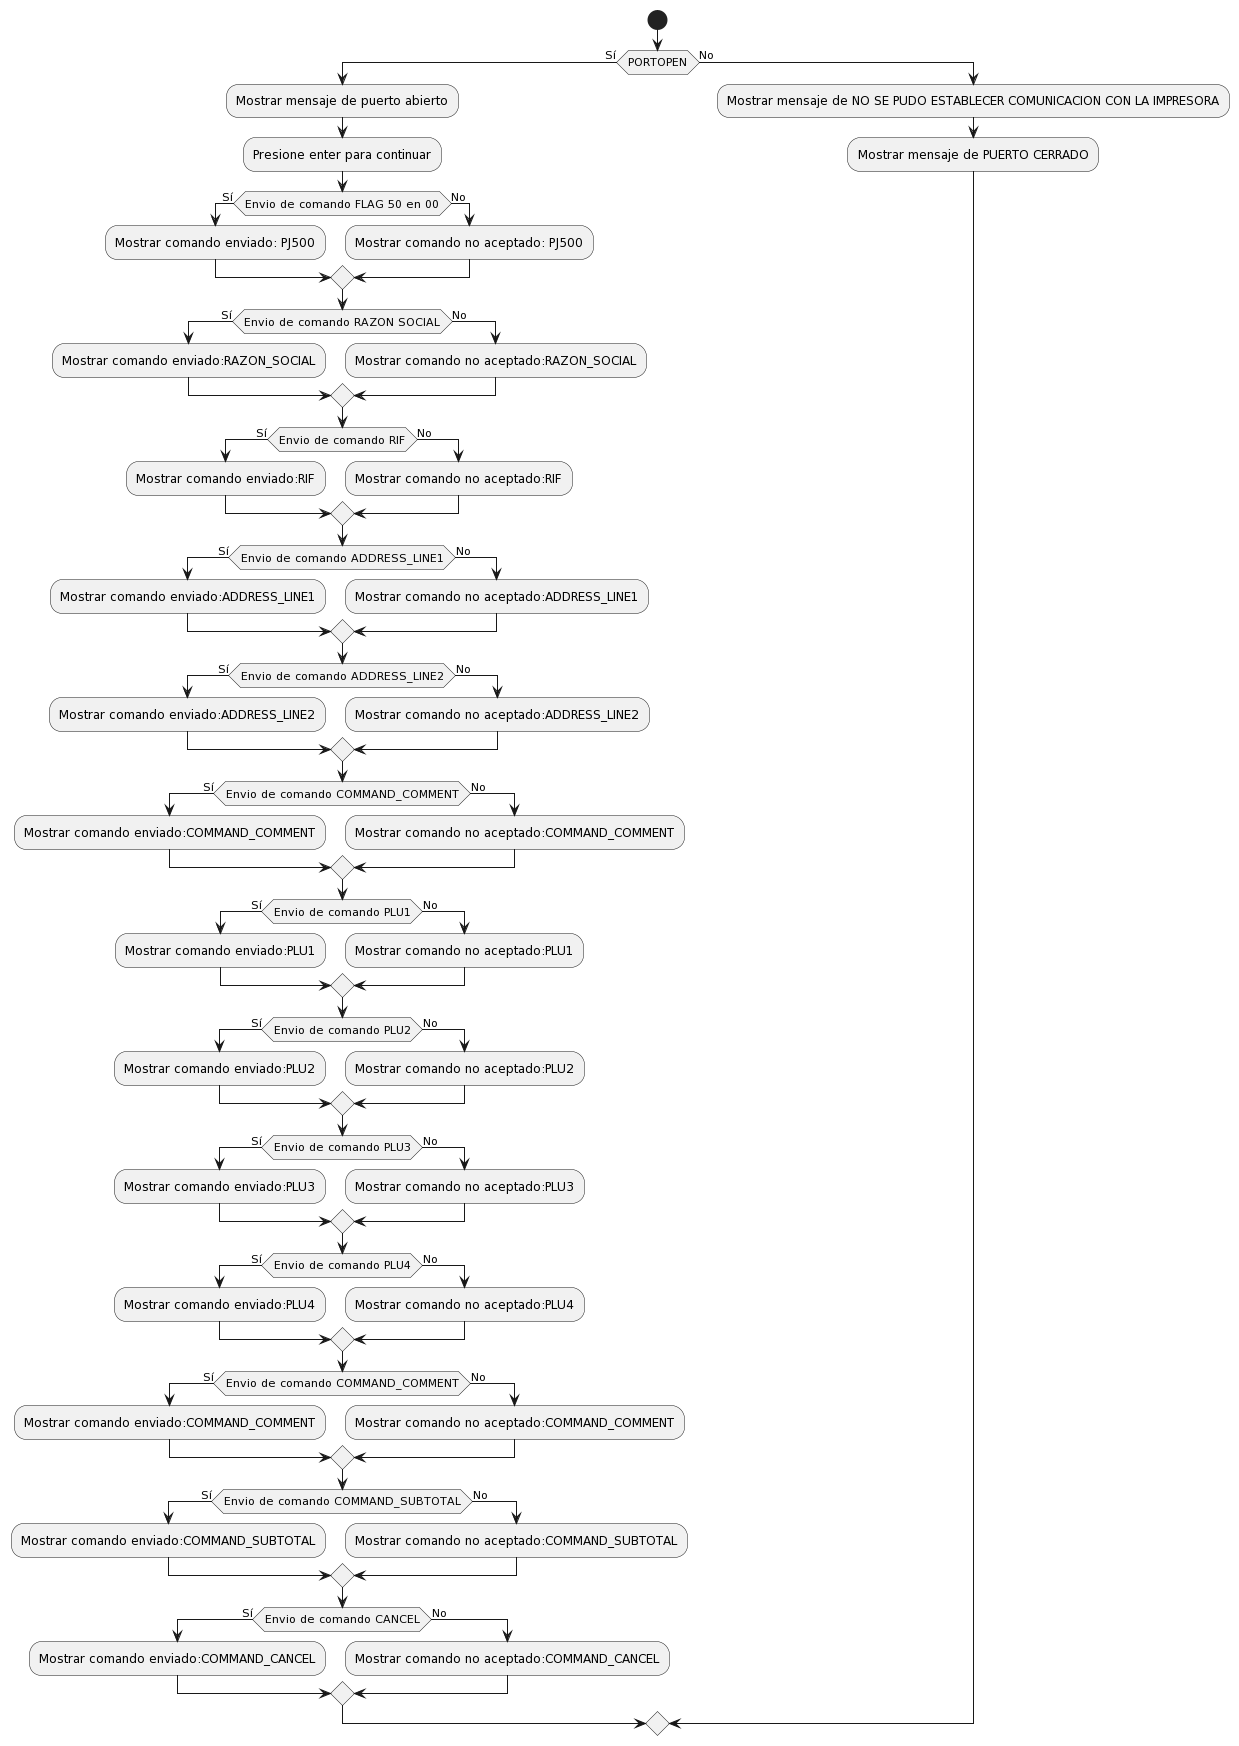 PORTOPEN
Sí
No
Mostrar mensaje de puerto abierto
Mostrar mensaje de NO SE PUDO ESTABLECER COMUNICACION CON LA IMPRESORA
Presione enter para continuar
Mostrar mensaje de PUERTO CERRADO
Sí
Envio de comando FLAG 50 en 00
No
Mostrar comando enviado: PJ500
Mostrar comando no aceptado: PJ500
Sí
Envio de comando RAZON SOCIAL
No
Mostrar comando enviado:RAZON_SOCIAL
Mostrar comando no aceptado:RAZON_SOCIAL
Sí
Envio de comando RIF
No
Mostrar comando enviado:RIF
Mostrar comando no aceptado:RIF
Sí
Envio de comando ADDRESS_LINE1
No
Mostrar comando enviado:ADDRESS_LINE1
Mostrar comando no aceptado:ADDRESS_LINE1
Sí
Envio de comando ADDRESS_LINE2
No
Mostrar comando enviado:ADDRESS_LINE2
Mostrar comando no aceptado:ADDRESS_LINE2
Sí
Envio de comando COMMAND_COMMENT
No
Mostrar comando enviado:COMMAND_COMMENT
Mostrar comando no aceptado:COMMAND_COMMENT
Sí
Envio de comando PLU1
No
Mostrar comando enviado:PLU1
Mostrar comando no aceptado:PLU1
Sí
Envio de comando PLU2
No
Mostrar comando enviado:PLU2
Mostrar comando no aceptado:PLU2
Sí
Envio de comando PLU3
No
Mostrar comando enviado:PLU3
Mostrar comando no aceptado:PLU3
Sí
Envio de comando PLU4
No
Mostrar comando enviado:PLU4
Mostrar comando no aceptado:PLU4
Sí
Envio de comando COMMAND_COMMENT
No
Mostrar comando enviado:COMMAND_COMMENT
Mostrar comando no aceptado:COMMAND_COMMENT
Sí
Envio de comando COMMAND_SUBTOTAL
No
Mostrar comando enviado:COMMAND_SUBTOTAL
Mostrar comando no aceptado:COMMAND_SUBTOTAL
Sí
Envio de comando CANCEL
No
Mostrar comando enviado:COMMAND_CANCEL
Mostrar comando no aceptado:COMMAND_CANCEL